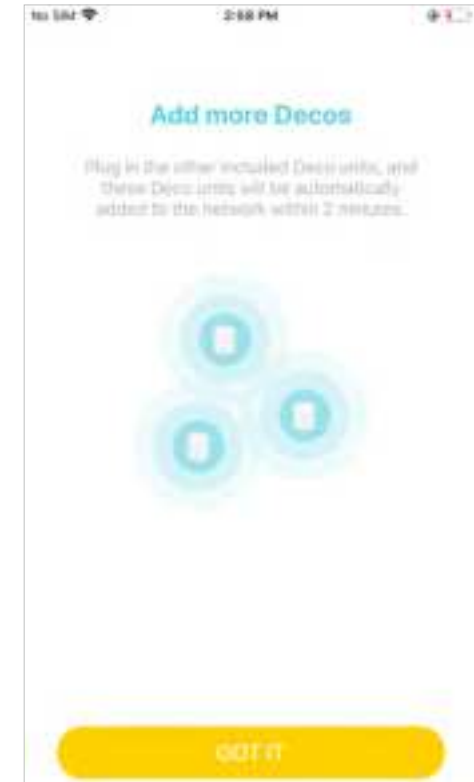 No SIM
2:58 PM
Add more Decos
Plug in the other included Deco units, and
these Deco units will be automatically
added to the network within 2 minutes.
GOT IT